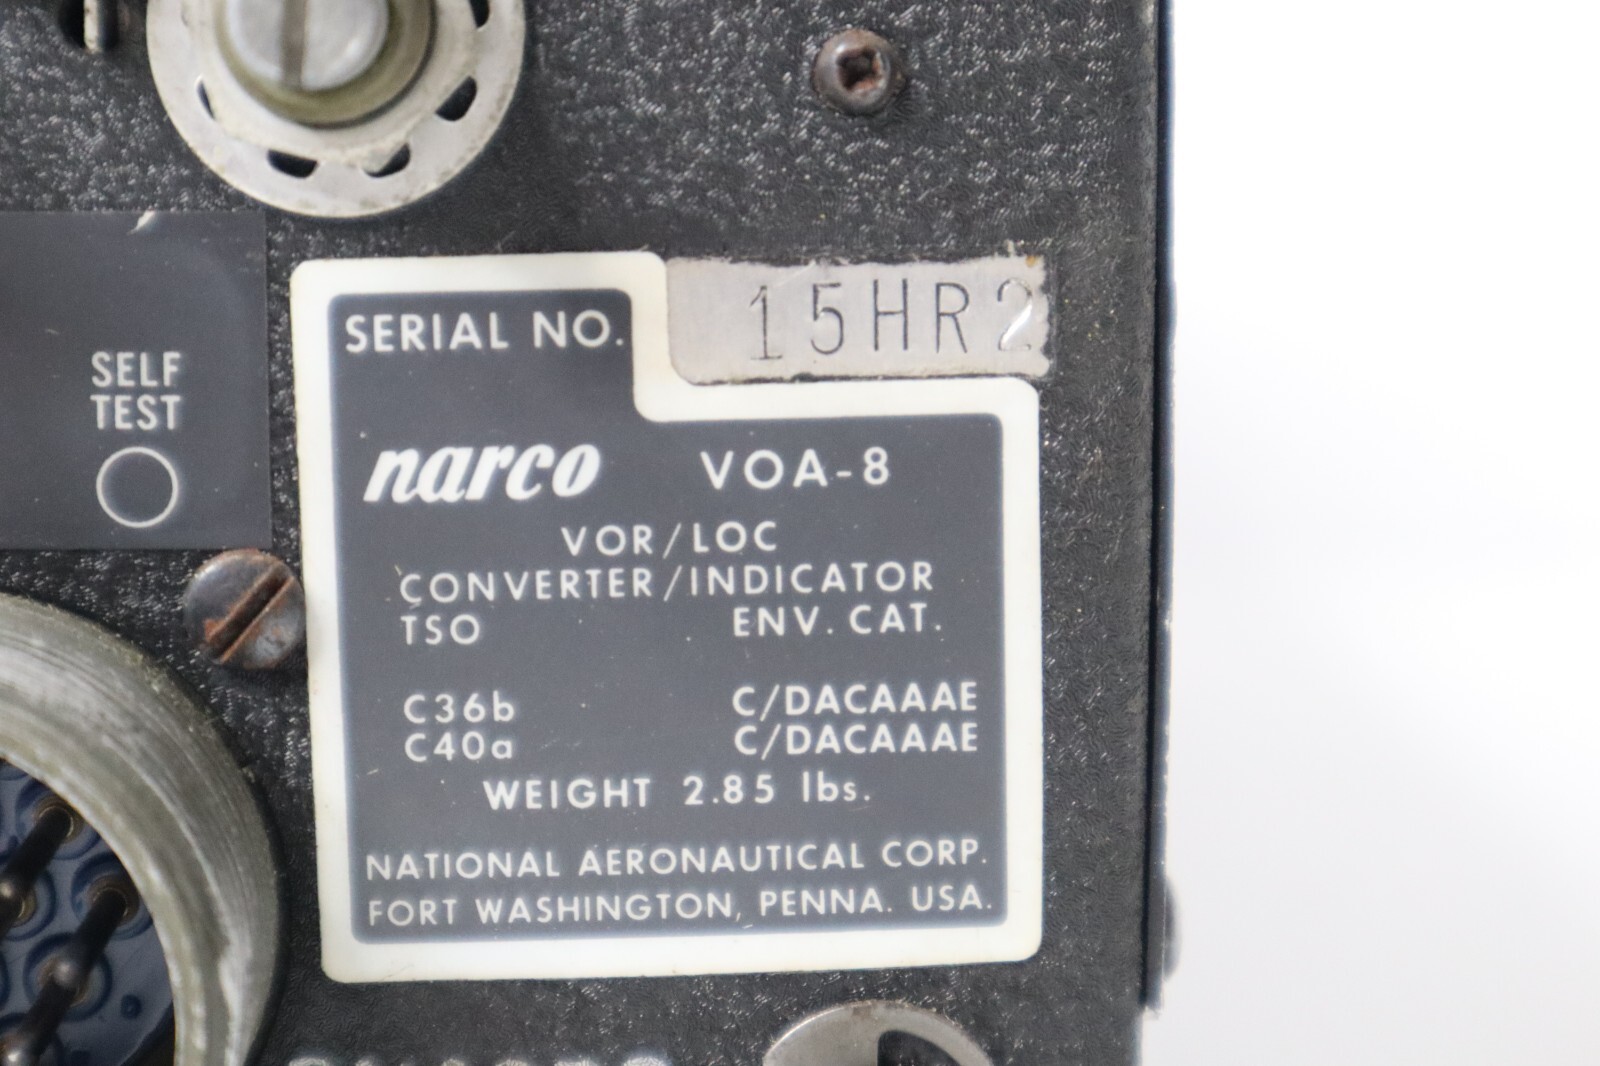 SERIAL NO. 15HR2
SELF
TEST
narco VOA-8
VOR/LOC
CONVERTER/INDICATOR
TSO ENV. CAT.
C36b C/DACAAAE
C40a C/DACAAAE
WEIGHT 2.85 lbs.
NATIONAL AERONAUTICAL CORP.
FORT WASHINGTON, PENNA. USA.